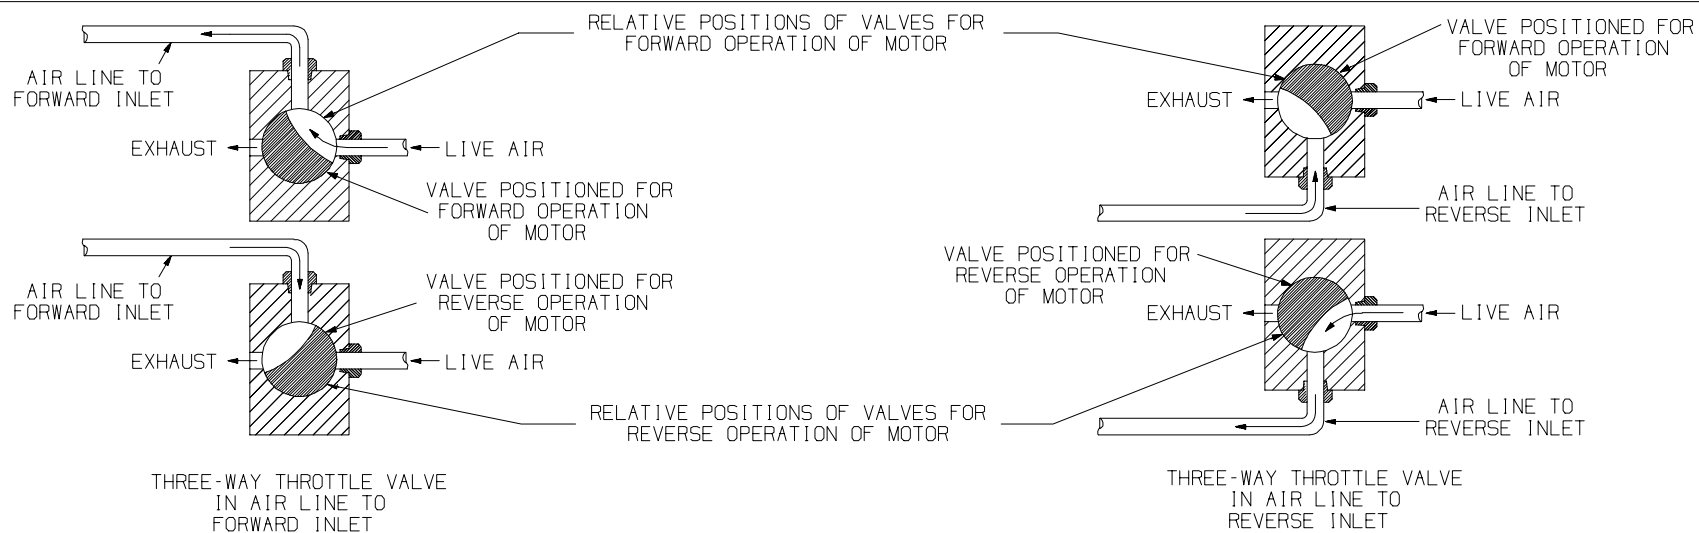 RELATIVE POSITIONS OF VALVES FOR
FORWARD OPERATION OF MOTOR
AIR LINE TO
FORWARD INLET
EXHAUST
LIVE AIR
VALVE POSITIONED FOR
FORWARD OPERATION
OF MOTOR
VALVE POSITIONED FOR
FORWARD OPERATION
OF MOTOR
EXHAUST
LIVE AIR
AIR LINE TO
REVERSE INLET
AIR LINE TO
FORWARD INLET
VALVE POSITIONED FOR
REVERSE OPERATION
OF MOTOR
EXHAUST
LIVE AIR
VALVE POSITIONED FOR
REVERSE OPERATION
OF MOTOR
EXHAUST
LIVE AIR
AIR LINE TO
REVERSE INLET
RELATIVE POSITIONS OF VALVES FOR
REVERSE OPERATION OF MOTOR
THREE-WAY THROTTLE VALVE
IN AIR LINE TO
FORWARD INLET
THREE-WAY THROTTLE VALVE
IN AIR LINE TO
REVERSE INLET